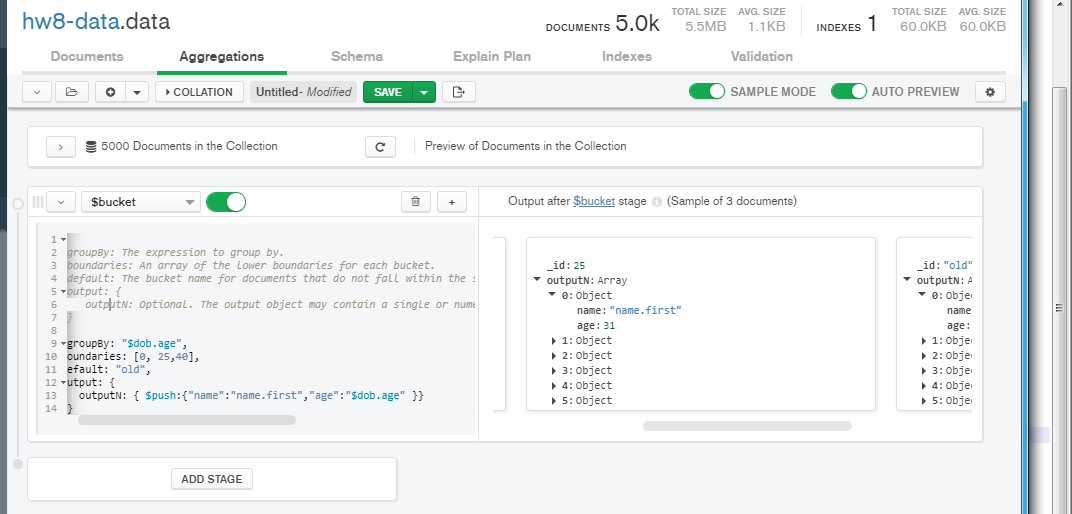 hw8-data.data
DOCUMENTS 5.0k
TOTAL SIZE AVG. SIZE
5.5MB 1.1KB
INDEXES 1
TOTAL SIZE AVG. SIZE
60.0KB 60.0KB
Documents Aggregations Schema Explain Plan Indexes Validation
COLLATION Untitled- Modified SAVE SAMPLE MODE AUTO PREVIEW
5000 Documents in the Collection Preview of Documents in the Collection
$bucket
Output after $bucket stage (Sample of 3 documents)
1
2 groupBy: The expression to group by.
3 boundaries: An array of the lower boundaries for each bucket.
4 default: The bucket name for documents that do not fall within the s
5 output: {
6 outputN: Optional. The output object may contain a single or nume
7 }
8
9 groupBy: "$dob.age",
10 oundaries: [0, 25,40],
11 efault: "old",
12 utput: {
13 outputN: { $push:{"name":"name.first","age":"$dob.age" }}
14 }
_id: 25
outputN: Array
0: Object
name: "name.first"
age: 31
1: Object
2: Object
3: Object
4: Object
5: Object
_id: "old"
outputN: A
0: Obje
name
age:
1: Obje
2: Obje
3: Obje
4: Obje
5: Obje
ADD STAGE